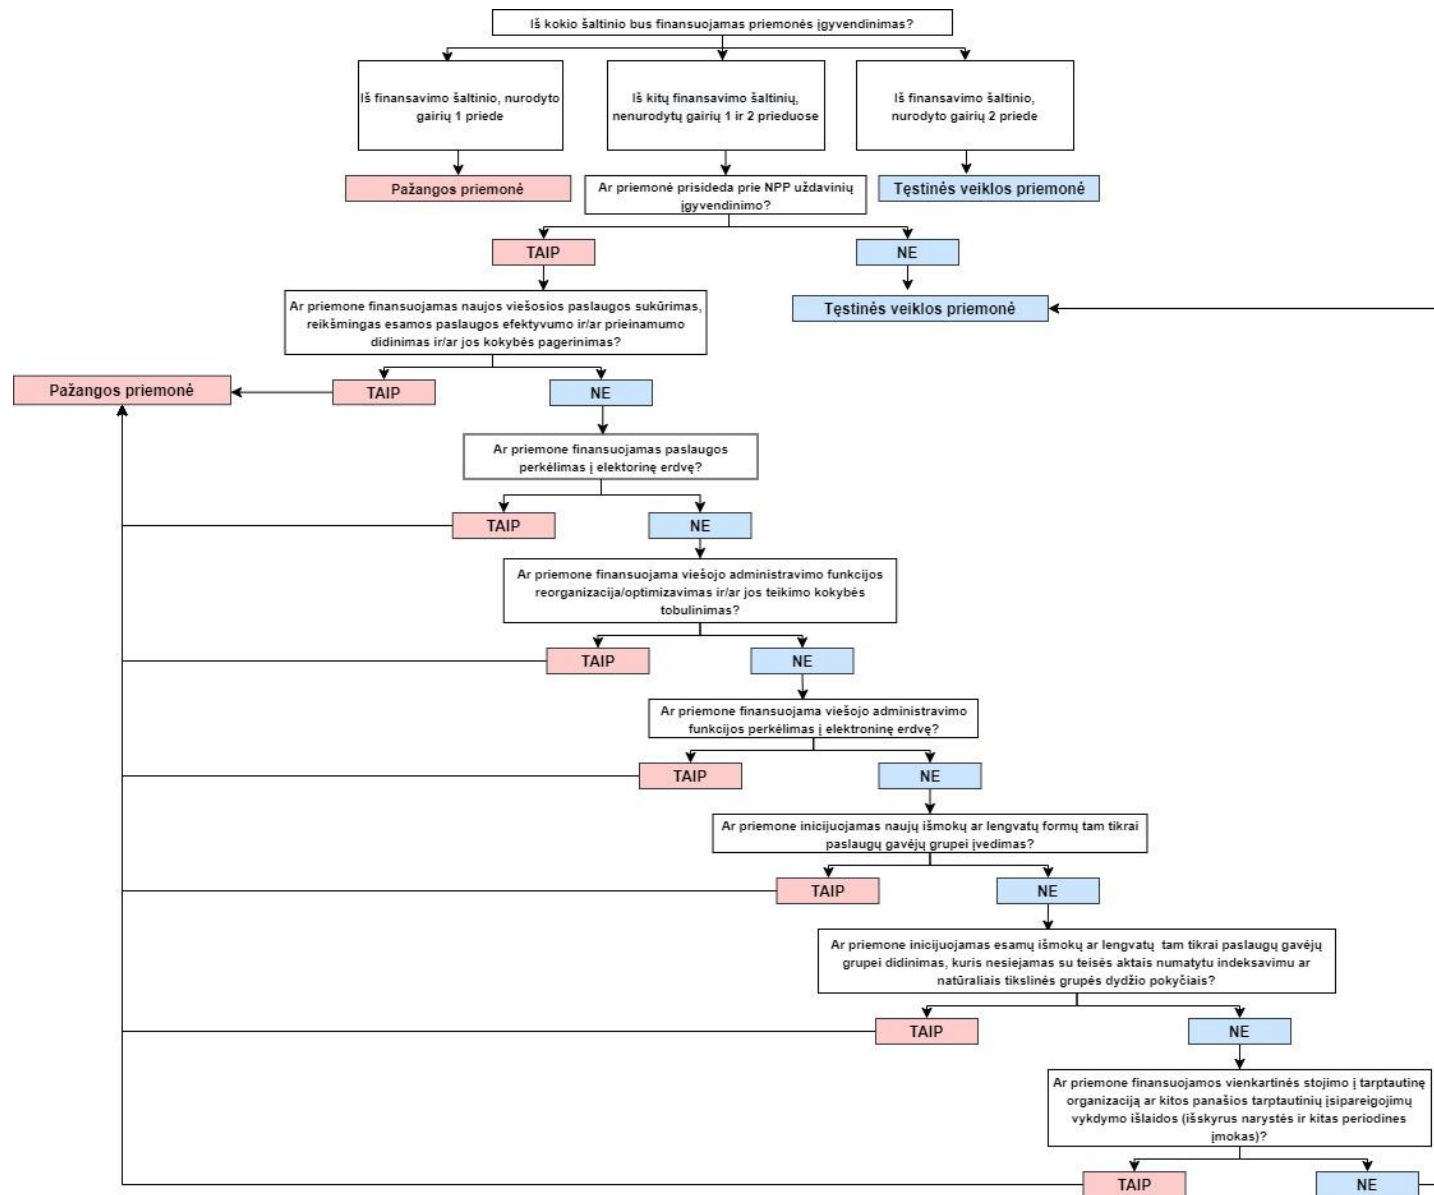 Iš kokio šaltinio bus finansuojamas priemonės įgyvendinimas?
Iš finansavimo šaltinio, nurodyto
gairių 1 priede
Iš kitų finansavimo šaltinių,
nenurodytų gairių 1 ir 2 prieduose
Iš finansavimo šaltinio,
nurodyto gairių 2 priede
Pažangos priemonė
Ar priemonė prisideda prie NPP uždavinių
įgyvendinimo?
Tęstinės veiklos priemonė
TAIP
NE
Ar priemone finansuojamas naujos viešosios paslaugos sukūrimas,
reikšmingas esamos paslaugos efektyvumo ir/ar prieinamumo
didinimas ir/ar jos kokybės pagerinimas?
Tęstinės veiklos priemonė
Pažangos priemonė
TAIP
NE
Ar priemone finansuojamas paslaugos
perkėlimas į elektorinę erdvę?
TAIP
NE
Ar priemone finansuojama viešojo administravimo funkcijos
reorganizacija/optimizavimas ir/ar jos teikimo kokybės
tobulinimas?
TAIP
NE
Ar priemone finansuojama viešojo administravimo
funkcijos perkėlimas į elektroninę erdvę?
TAIP
NE
Ar priemone inicijuojamas naujų išmokų ar lengvatų formų tam tikrai
paslaugų gavėjų grupei įvedimas?
TAIP
NE
Ar priemone inicijuojamas esamų išmokų ar lengvatų tam tikrai paslaugų gavėjų
grupei didinimas, kuris nesiejamas su teisės aktais numatytu indeksavimu ar
natūraliais tikslinės grupės dydžio pokyčiais?
TAIP
NE
Ar priemone finansuojamos vienkartinės stojimo į tarptautinę
organizaciją ar kitos panašios tarptautinių įsipareigojimų
vykdymo išlaidos (išskyrus narystės ir kitas periodines
įmokas)?
TAIP
NE